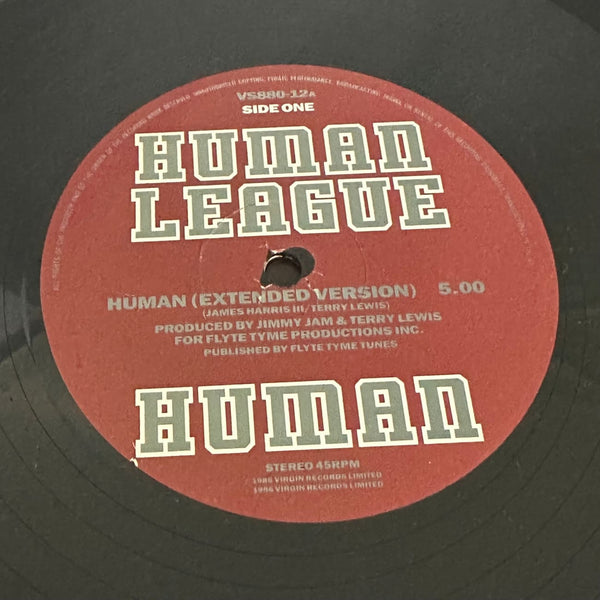 VS880-12A
SIDE ONE
HUMAN
LEAGUE
HUMAN (EXTENDED VERSION) 5.00
(JAMES HARRIS III/TERRY LEWIS)
PRODUCED BY JIMMY JAM & TERRY LEWIS
FOR FLYTE TYME PRODUCTIONS INC.
PUBLISHED BY FLYTE TYME TUNES
HUMAN
STEREO 45RPM
1986 VIRGIN RECORDS LIMITED
1986 VIRGIN RECORDS LIMITED